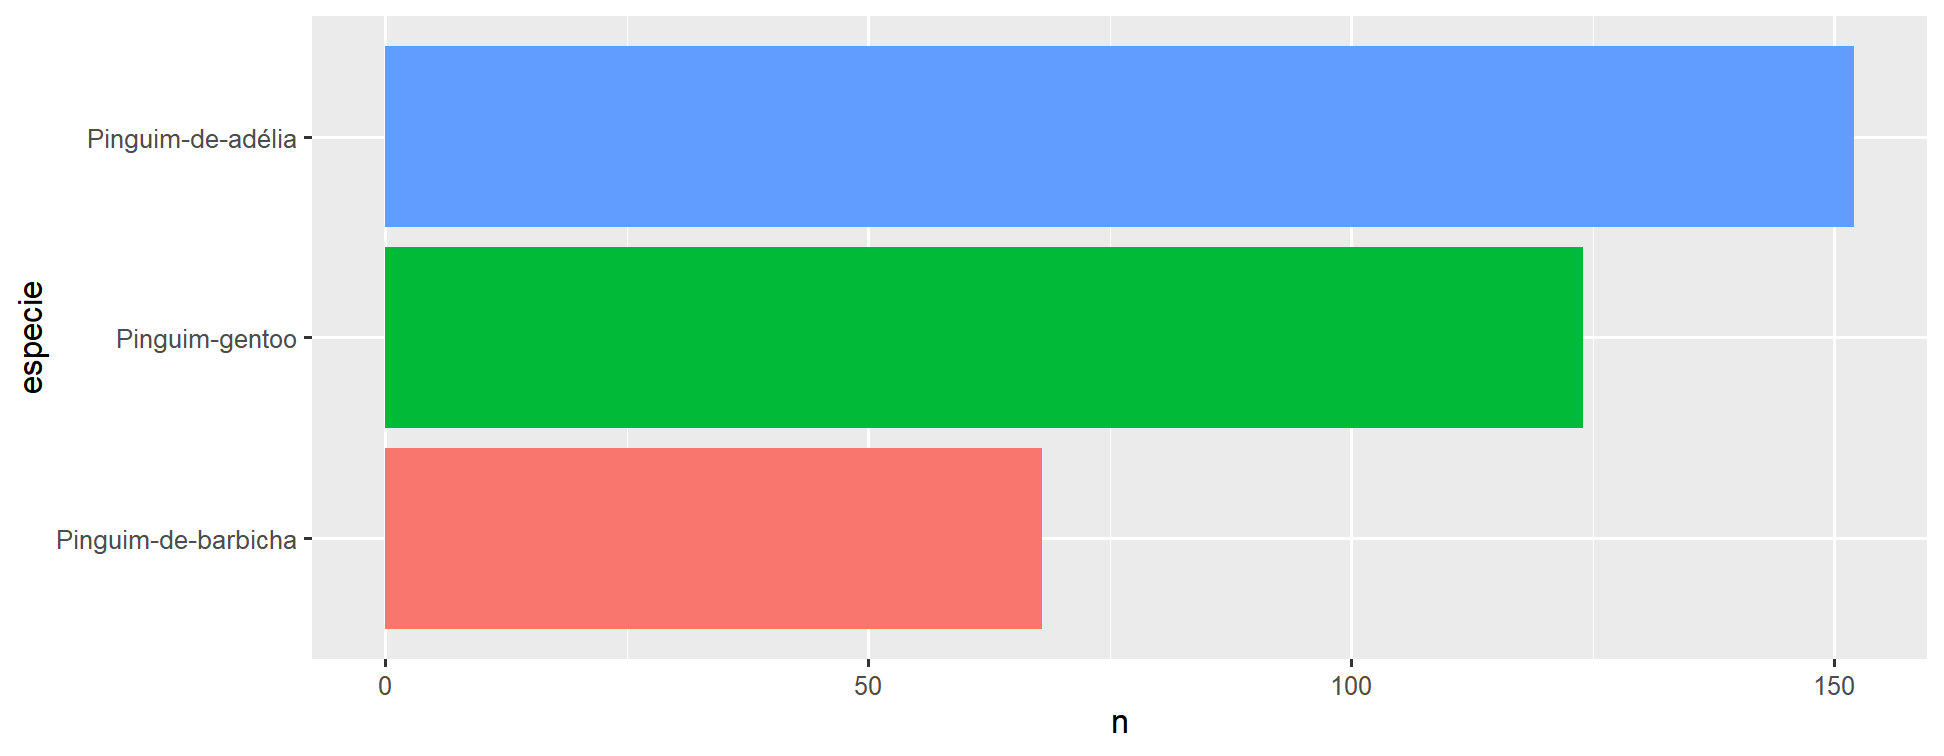 especie
Pinguim-de-adélia
Pinguim-gentoo
Pinguim-de-barbicha
0 50 100 150
n